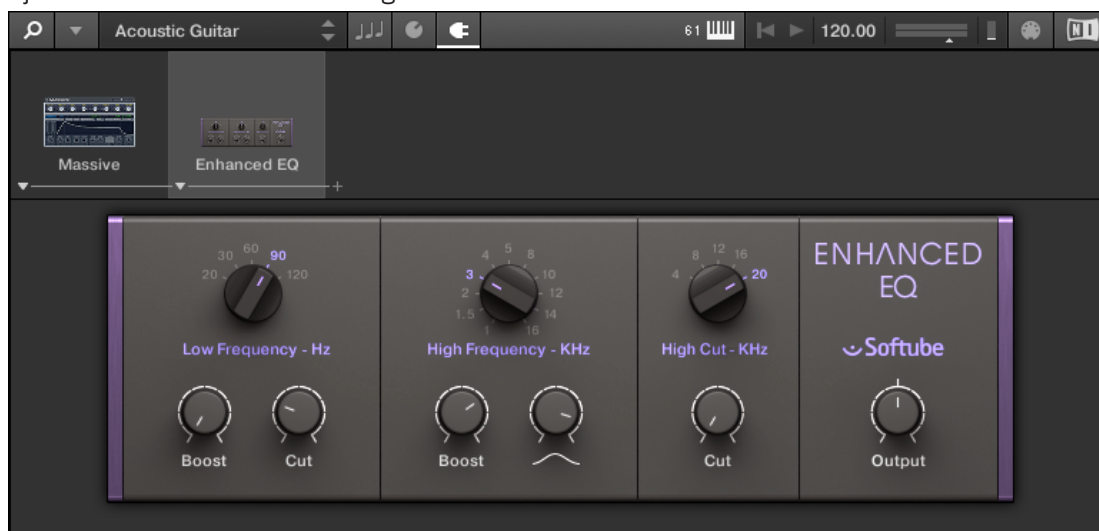 Acoustic Guitar
61
120.00
NI
Massive
Enhanced EQ
20 30 60 90 120
Low Frequency - Hz
Boost
Cut
1 1.5 2 3 4 5 8 10 12 14 16
High Frequency - KHz
Boost
4 8 12 16 20
High Cut - KHz
Cut
ENHΛNCED
EQ
Softube
Output